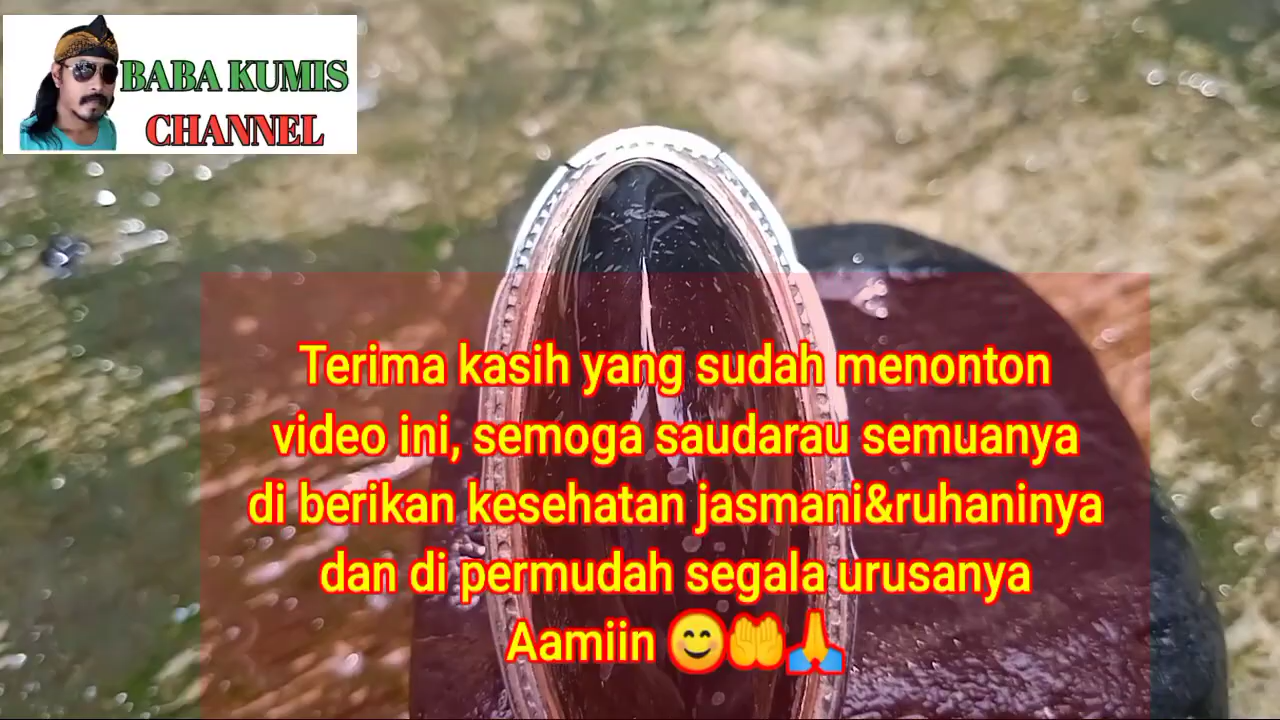 BABA KUMIS
CHANNEL
Terima kasih yang sudah menonton
video ini, semoga saudarau semuanya
di berikan kesehatan jasmani&ruhaninya
dan di permudah segala urusanya
Aamiin 😊🤲🙏